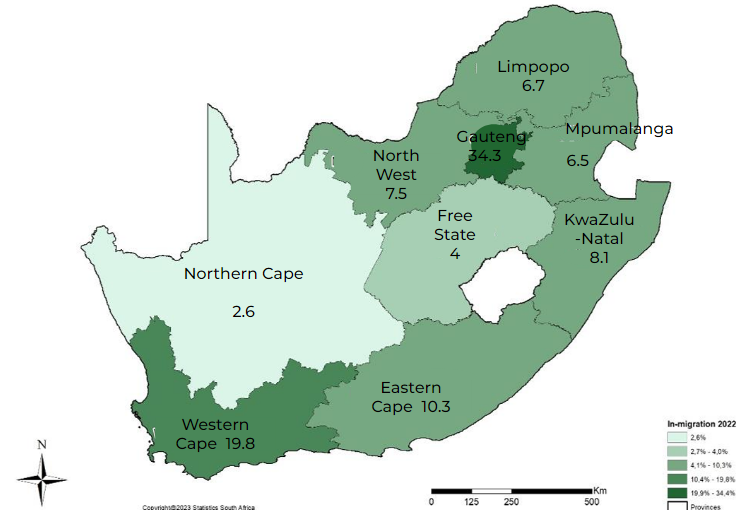 Limpopo
6.7
Gauteng
34.3
Mpumalanga
6.5
North
West
7.5
Free
State
4
KwaZulu
-Natal
8.1
Northern Cape
2.6
Eastern
Cape 10.3
Western
Cape 19.8
N
In-migration 2022
2,6%
2,7% - 4,0%
4,1% - 10,3%
10,4% - 19,8%
19,9% - 34,4%
Provinces
Km
0 125 250 500
Copyright©2023 Statistics South Africa